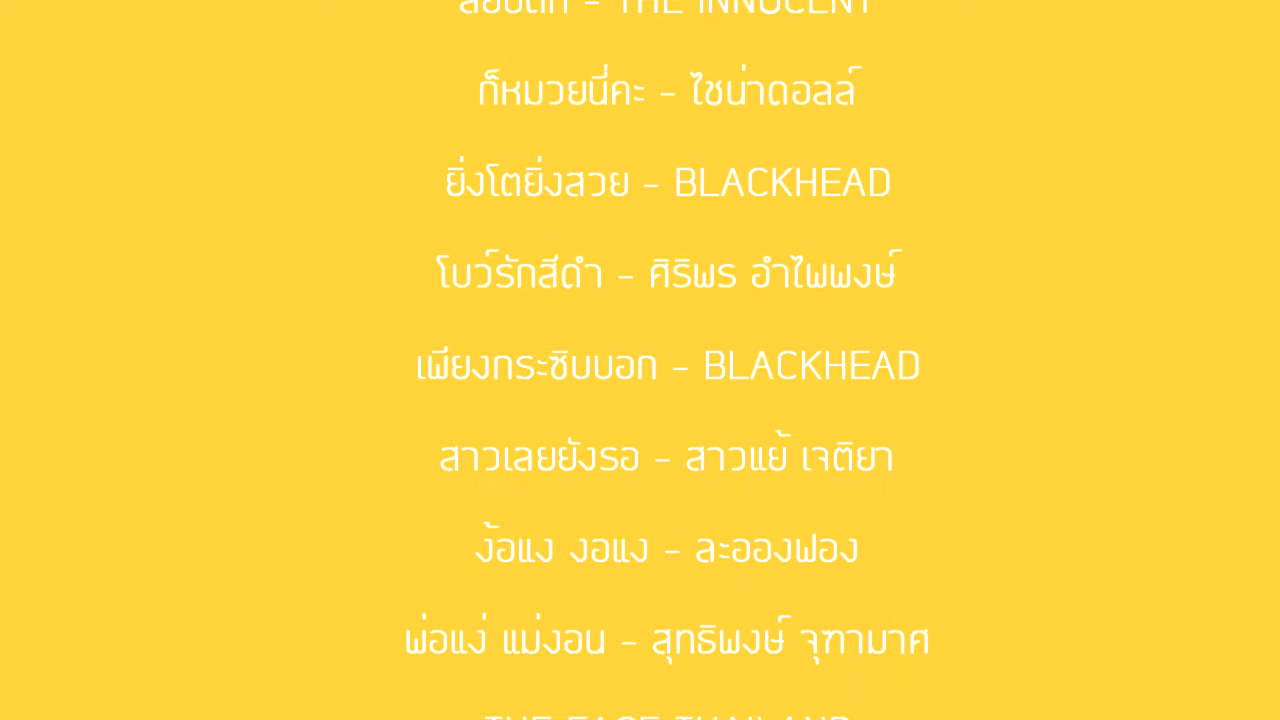 THE INNOCENT
ก็หมวยนี่คะ - ไชน่าดอลล์
ยิ่งโตยิ่งสวย - BLACKHEAD
โบว์รักสีดำ - ศิริพร อำไพพงษ์
เพียงกระซิบบอก - BLACKHEAD
สาวเลยยังรอ - สาวแย้ เจติยา
ง้อแง งอแง - ละอองฟอง
พ่อแง่ แม่งอน - สุทธิพงษ์ จุฑามาศ
THE FACE THAILAND